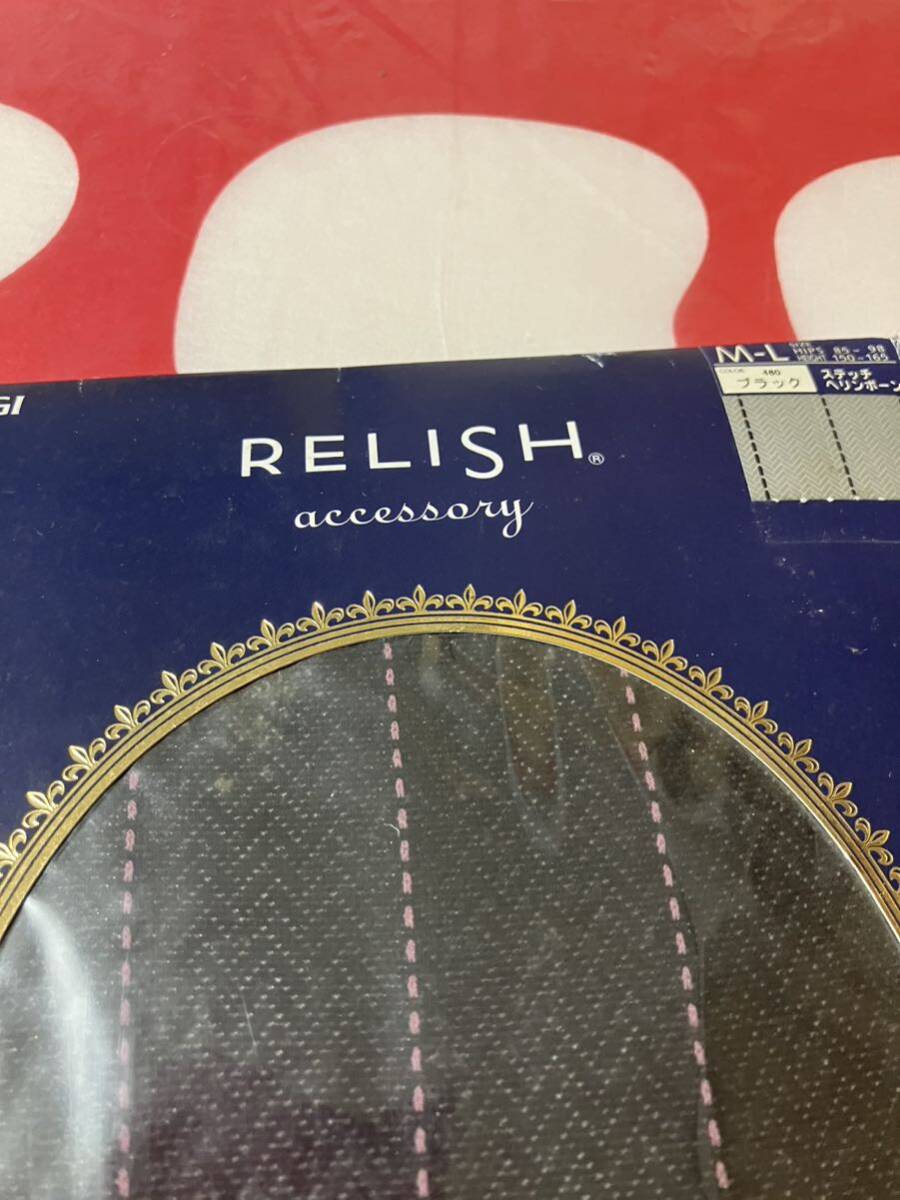 GI
RELISH®
accessory
M-L
SIZE
HIPS 85-98
HEIGHT 150-165
COLOR 480
ブラック
ステッチ
ヘリンボーン